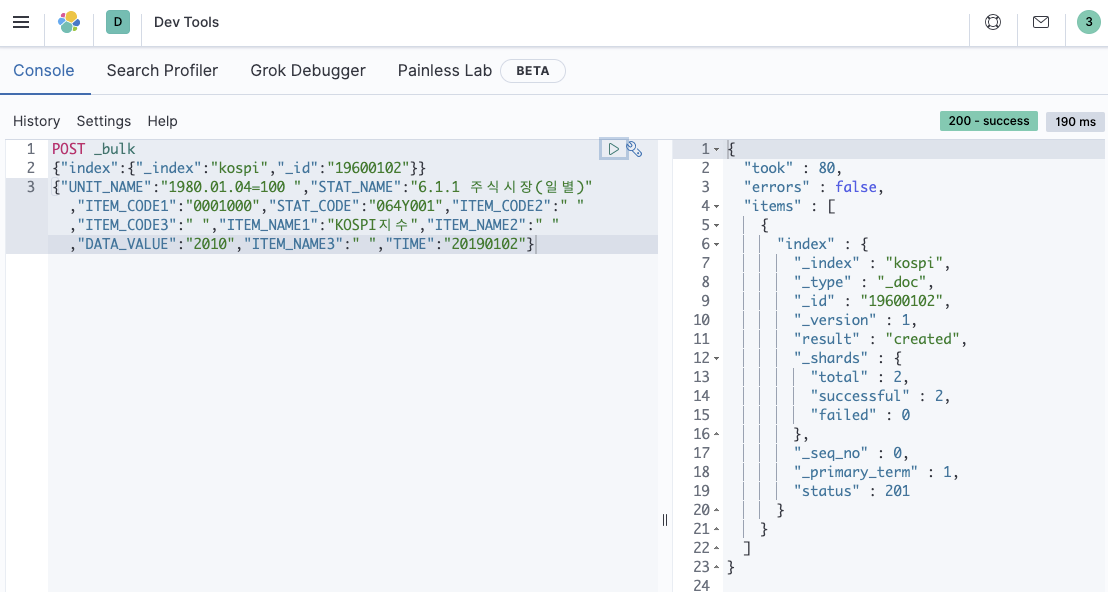 D Dev Tools 3
Console Search Profiler Grok Debugger Painless Lab BETA
History Settings Help 200 - success 190 ms
1 POST _bulk
2 {"index":{"_index":"kospi","_id":"19600102"}}
3 {"UNIT_NAME":"1980.01.04=100 ","STAT_NAME":"6.1.1 주식시장(일별)"
,"ITEM_CODE1":"0001000","STAT_CODE":"064Y001","ITEM_CODE2":" "
,"ITEM_CODE3":" ","ITEM_NAME1":"KOSPI지수","ITEM_NAME2":" "
,"DATA_VALUE":"2010","ITEM_NAME3":" ","TIME":"20190102"}
1 {
2 "took" : 80,
3 "errors" : false,
4 "items" : [
5 {
6 "index" : {
7 "_index" : "kospi",
8 "_type" : "_doc",
9 "_id" : "19600102",
10 "_version" : 1,
11 "result" : "created",
12 "_shards" : {
13 "total" : 2,
14 "successful" : 2,
15 "failed" : 0
16 },
17 "_seq_no" : 0,
18 "_primary_term" : 1,
19 "status" : 201
20 }
21 }
22 ]
23 }
24